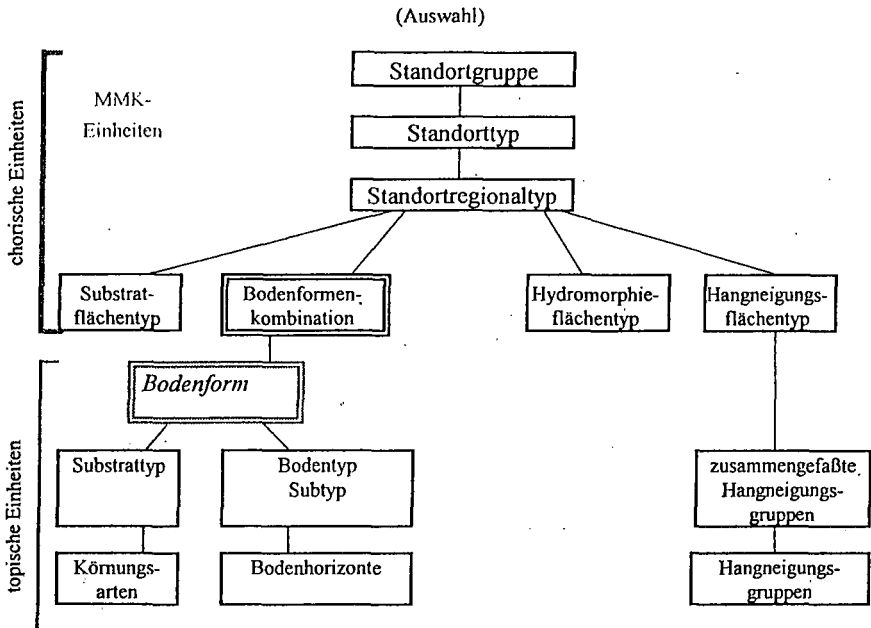 (Auswahl)
Standortgruppe
MMK-
Einheiten
Standorttyp
Standortregionaltyp
chorische Einheiten
Substrat-
flächentyp
Bodenformen-
kombination
Hydromorphie-
flächentyp
Hangneigungs-
flächentyp
Bodenform
topische Einheiten
Substrattyp
Bodentyp
Subtyp
zusammengefaßte
Hangneigungs-
gruppen
Körnungs-
arten
Bodenhorizonte
Hangneigungs-
gruppen